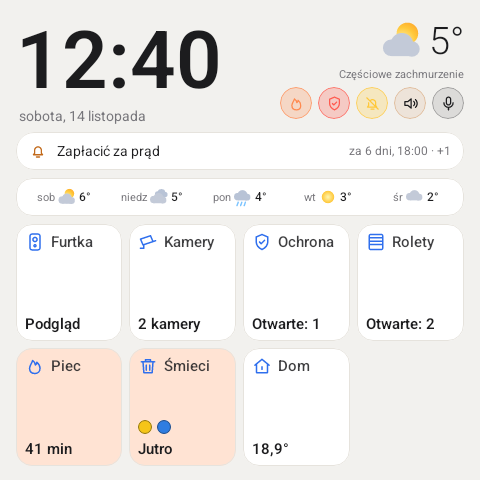 12:40
5°
Częściowe zachmurzenie
sobota, 14 listopada
Zapłacić za prąd za 6 dni, 18:00 · +1
sob 6° niedz 5° pon 4° wt 3° śr 2°
Furtka Kamery Ochrona Rolety
Podgląd 2 kamery Otwarte: 1 Otwarte: 2
Piec Śmieci Dom
41 min Jutro 18,9°